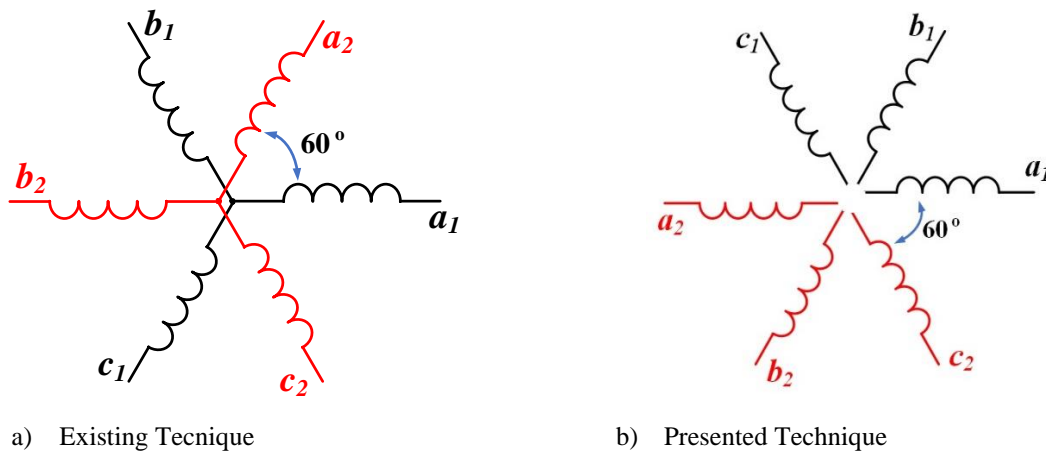 b1
a2
60°
b2
a1
c1
c2
a) Existing Tecnique
c1
b1
a1
a2
60°
b2
c2
b) Presented Technique